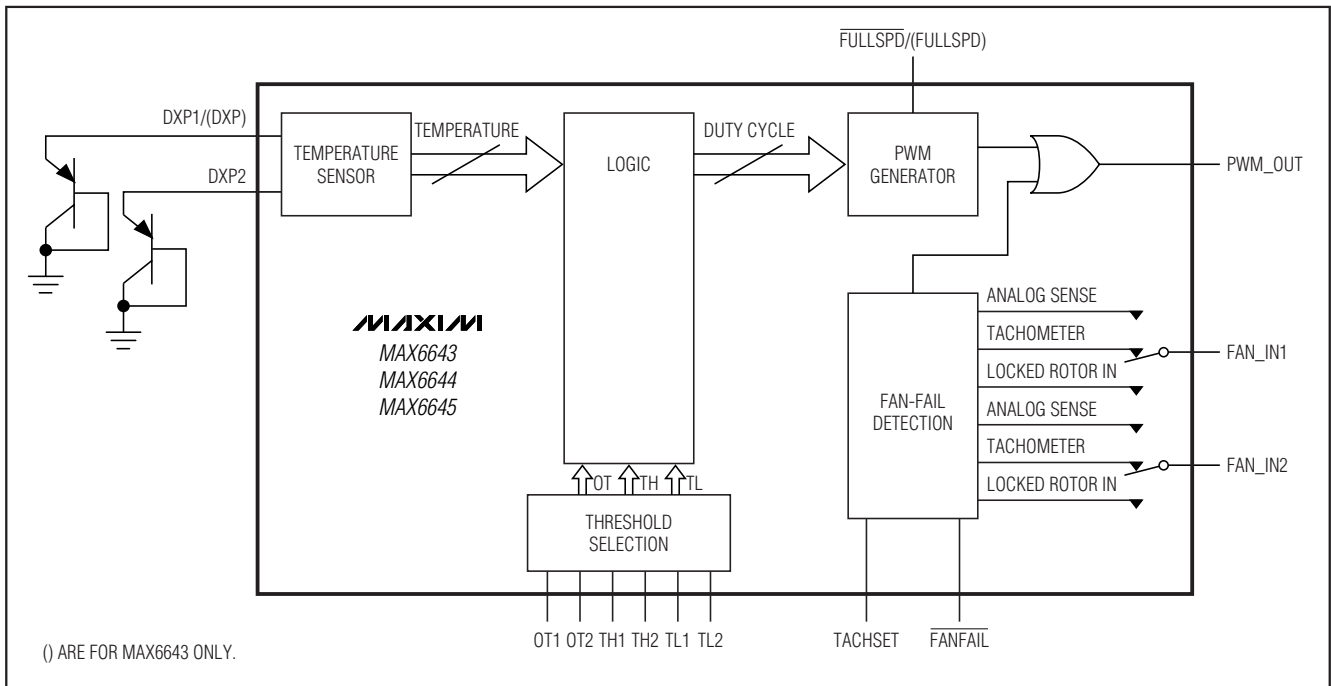 FULLSPD/(FULLSPD)
DXP1/(DXP)
DXP2
TEMPERATURE
SENSOR
TEMPERATURE
LOGIC
DUTY CYCLE
PWM
GENERATOR
PWM_OUT
MAXIM
MAX6643
MAX6644
MAX6645
FAN-FAIL
DETECTION
ANALOG SENSE
TACHOMETER
LOCKED ROTOR IN
FAN_IN1
ANALOG SENSE
TACHOMETER
LOCKED ROTOR IN
FAN_IN2
OT TH TL
THRESHOLD
SELECTION
OT1 OT2 TH1 TH2 TL1 TL2
TACHSET
FANFAIL
() ARE FOR MAX6643 ONLY.